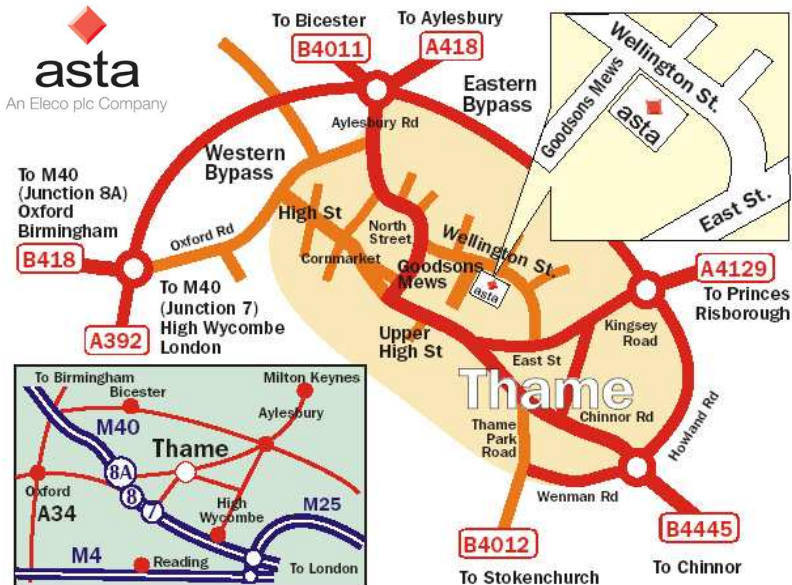 asta
An Eleco plc Company
To Bicester
B4011
To Aylesbury
A418
Eastern
Bypass
Aylesbury Rd
Western
Bypass
To M40
(Junction 8A)
Oxford
Birmingham
B418
Oxford Rd
High St
North
Street
Cornmarket
Wellington St.
Goodsons
Mews
asta
To M40
(Junction 7)
High Wycombe
London
A392
Upper
High St
East St
Thame
Kingsey
Road
A4129
To Princes
Risborough
Chinnor Rd
Howland Rd
Thame
Park
Road
Wenman Rd
B4012
To Stokenchurch
B4445
To Chinnor
Wellington St.
Goodsons Mews
asta
East St.
To Birmingham
Bicester
Milton Keynes
M40
Aylesbury
Thame
8A
8
7
Oxford
A34
High
Wycombe
M25
M4
Reading
To London